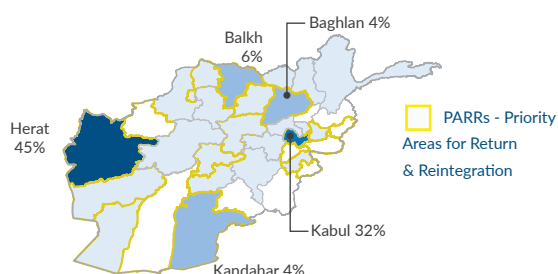 Baghlan 4%
Balkh
6%
PARRs - Priority
Areas for Return
& Reintegration
Herat
45%
Kabul 32%
Kandahar 4%